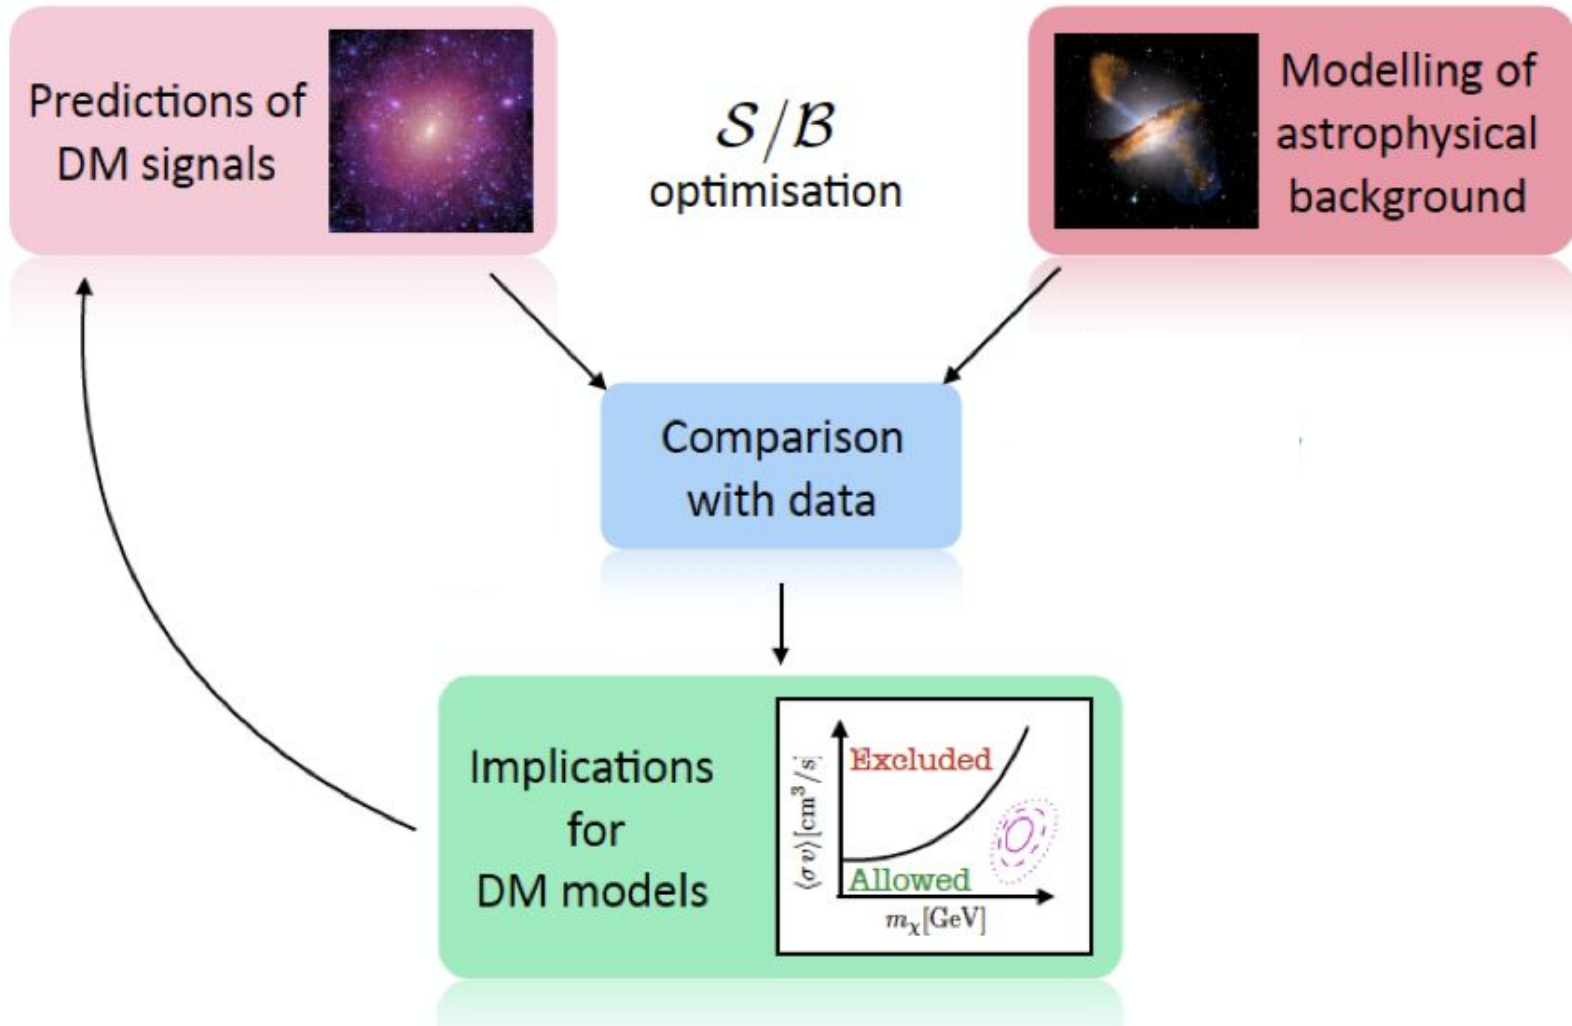 Predictions of
DM signals
S/B
optimisation
Modelling of
astrophysical
background
Comparison
with data
Implications
for
DM models
⟨σv⟩[cm³/s]
Excluded
Allowed
mᵪ[GeV]